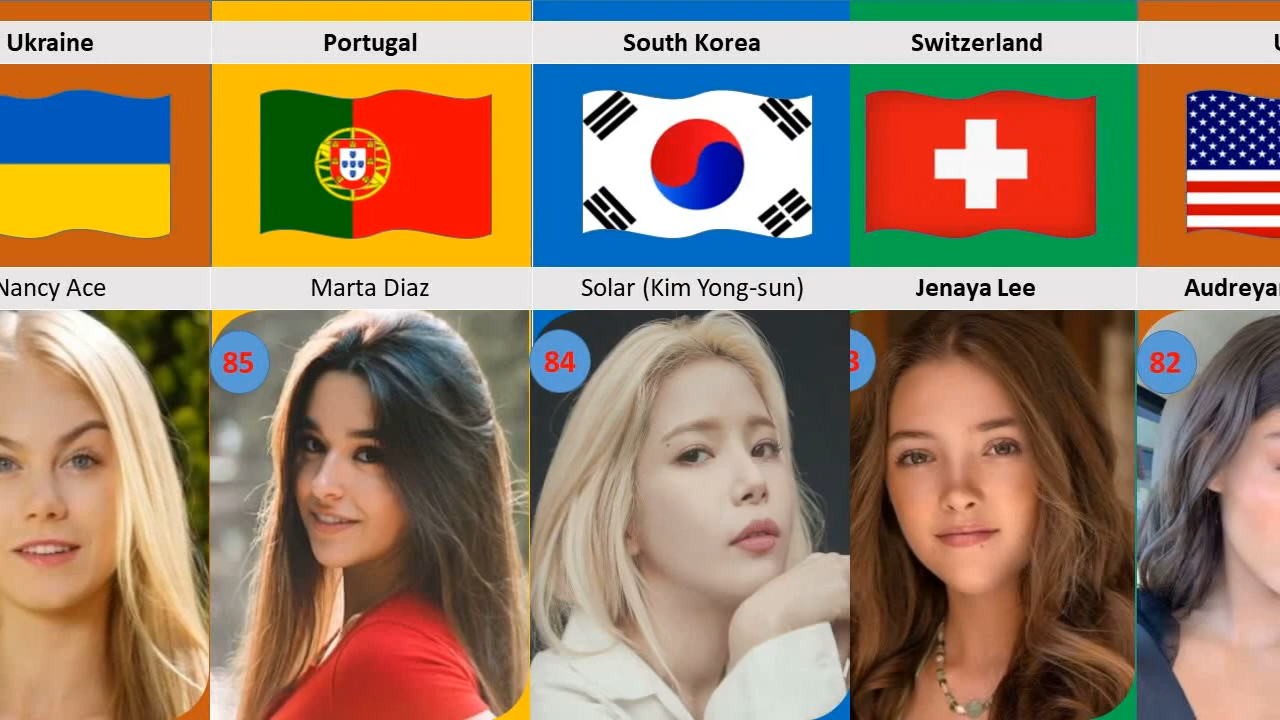 Ukraine
Portugal
South Korea
Switzerland
Nancy Ace
Marta Diaz
Solar (Kim Yong-sun)
Jenaya Lee
85
84
82